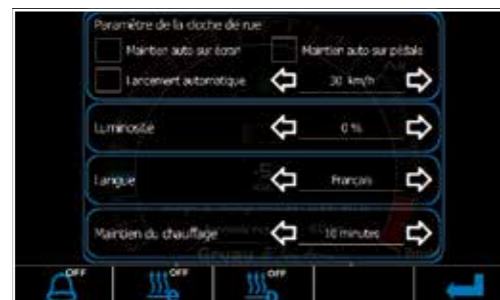 Paramètre de la cloche de rue
Maintien auto sur écran
Maintien auto sur pédale
Lancement automatique
30 km/h
Luminosité
0 %
Langue
Français
Maintien du chauffage
10 minutes
Gruau
OFF
OFF
OFF